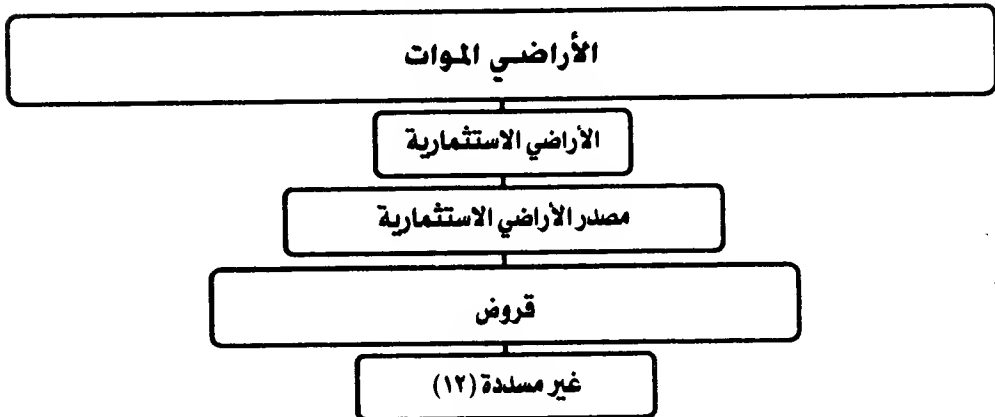 الأراضي الموات
الأراضي الاستثمارية
مصدر الأراضي الاستثمارية
قروض
غير مسددة (١٢)